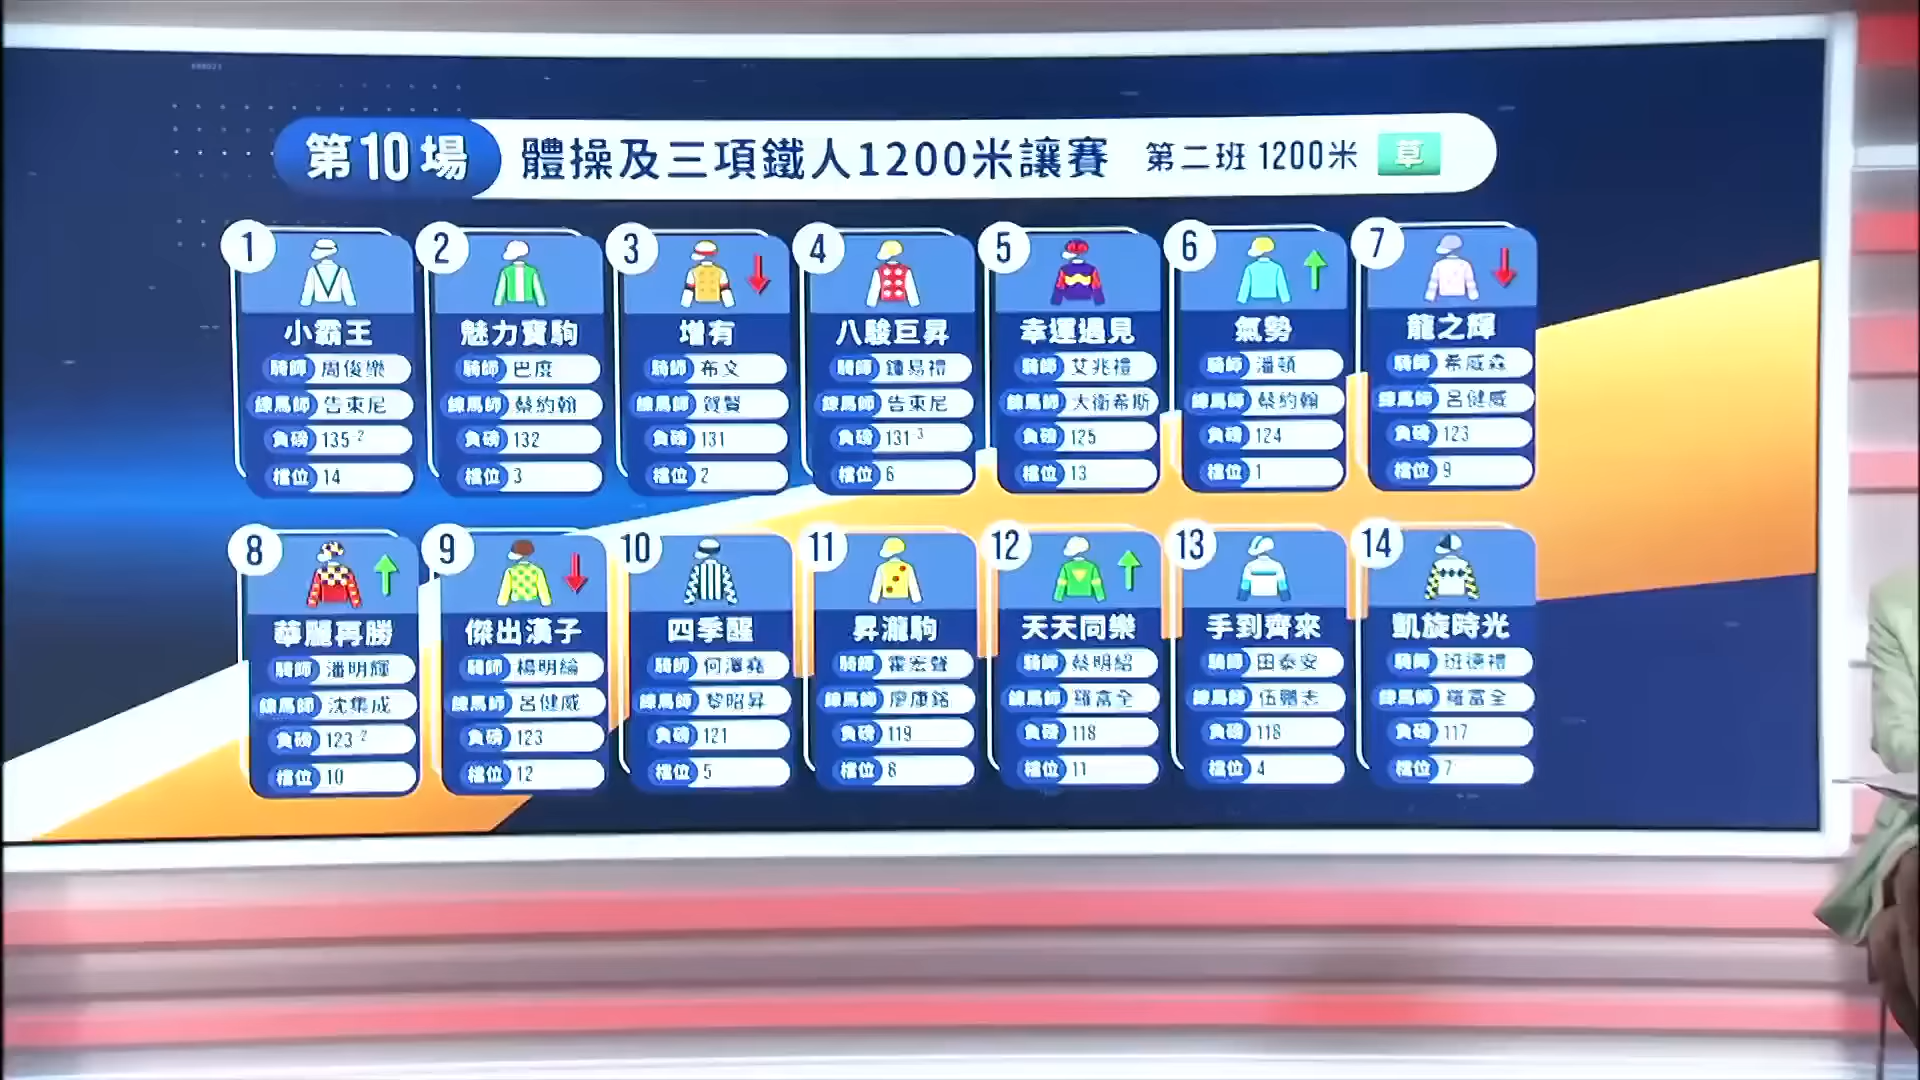 第10場 體操及三項鐵人1200米讓賽 第二班 1200米 草
1
小霸王
騎師 周俊樂
練馬師 告東尼
負磅 135 2
檔位 14
2
魅力寶駒
騎師 巴度
練馬師 蔡約翰
負磅 132
檔位 3
3
增有
騎師 布文
練馬師 賀賢
負磅 131
檔位 2
4
八駿巨昇
騎師 鍾易禮
練馬師 告東尼
負磅 131 3
檔位 6
5
幸運遇見
騎師 艾兆禮
練馬師 大衛希斯
負磅 125
檔位 13
6
氣勢
騎師 潘頓
練馬師 蔡約翰
負磅 124
檔位 1
7
龍之輝
騎師 希威森
練馬師 呂健威
負磅 123
檔位 9
8
華麗再勝
騎師 潘明輝
練馬師 沈集成
負磅 123 2
檔位 10
9
傑出漢子
騎師 楊明綸
練馬師 呂健威
負磅 123
檔位 12
10
四季醒
騎師 何澤堯
練馬師 黎昭昇
負磅 121
檔位 5
11
昇瀧駒
騎師 霍宏聲
練馬師 廖康銘
負磅 119
檔位 8
12
天天同樂
騎師 蔡明紹
練馬師 羅富全
負磅 118
檔位 11
13
手到齊來
騎師 田泰安
練馬師 伍鵬志
負磅 118
檔位 4
14
凱旋時光
騎師 班德禮
練馬師 羅富全
負磅 117
檔位 7